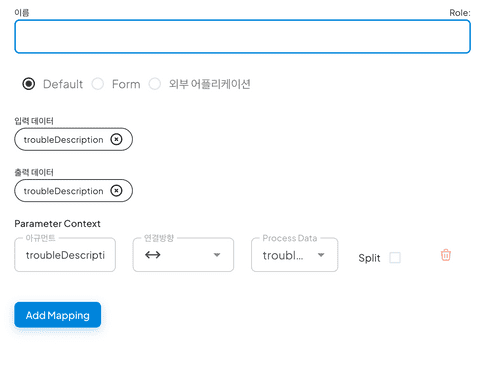 이름 Role:
Default Form 외부 어플리케이션
입력 데이터
troubleDescription
출력 데이터
troubleDescription
Parameter Context
아규먼트 연결방향 Process Data
troubleDescripti troubl... Split
Add Mapping